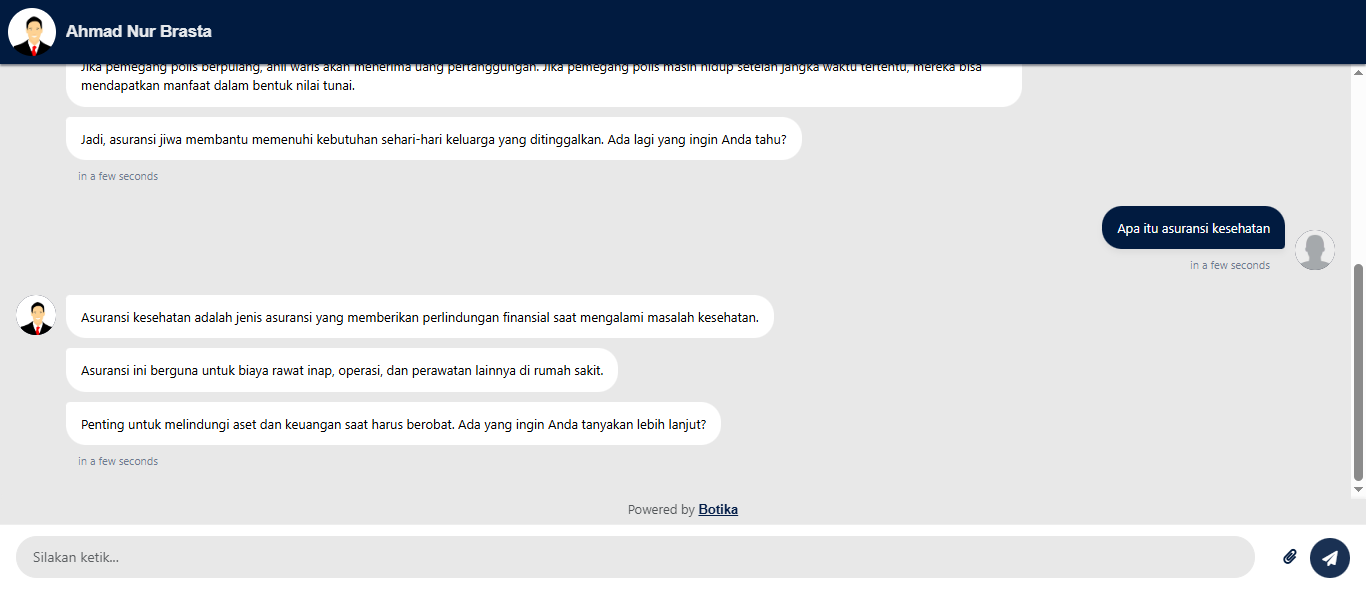 Ahmad Nur Brasta
Jika pemegang polis berpulang, ahli waris akan menerima uang pertanggungan. Jika pemegang polis masih hidup setelah jangka waktu tertentu, mereka bisa
mendapatkan manfaat dalam bentuk nilai tunai.
Jadi, asuransi jiwa membantu memenuhi kebutuhan sehari-hari keluarga yang ditinggalkan. Ada lagi yang ingin Anda tahu?
in a few seconds
Apa itu asuransi kesehatan
in a few seconds
Asuransi kesehatan adalah jenis asuransi yang memberikan perlindungan finansial saat mengalami masalah kesehatan.
Asuransi ini berguna untuk biaya rawat inap, operasi, dan perawatan lainnya di rumah sakit.
Penting untuk melindungi aset dan keuangan saat harus berobat. Ada yang ingin Anda tanyakan lebih lanjut?
in a few seconds
Powered by Botika
Silakan ketik...